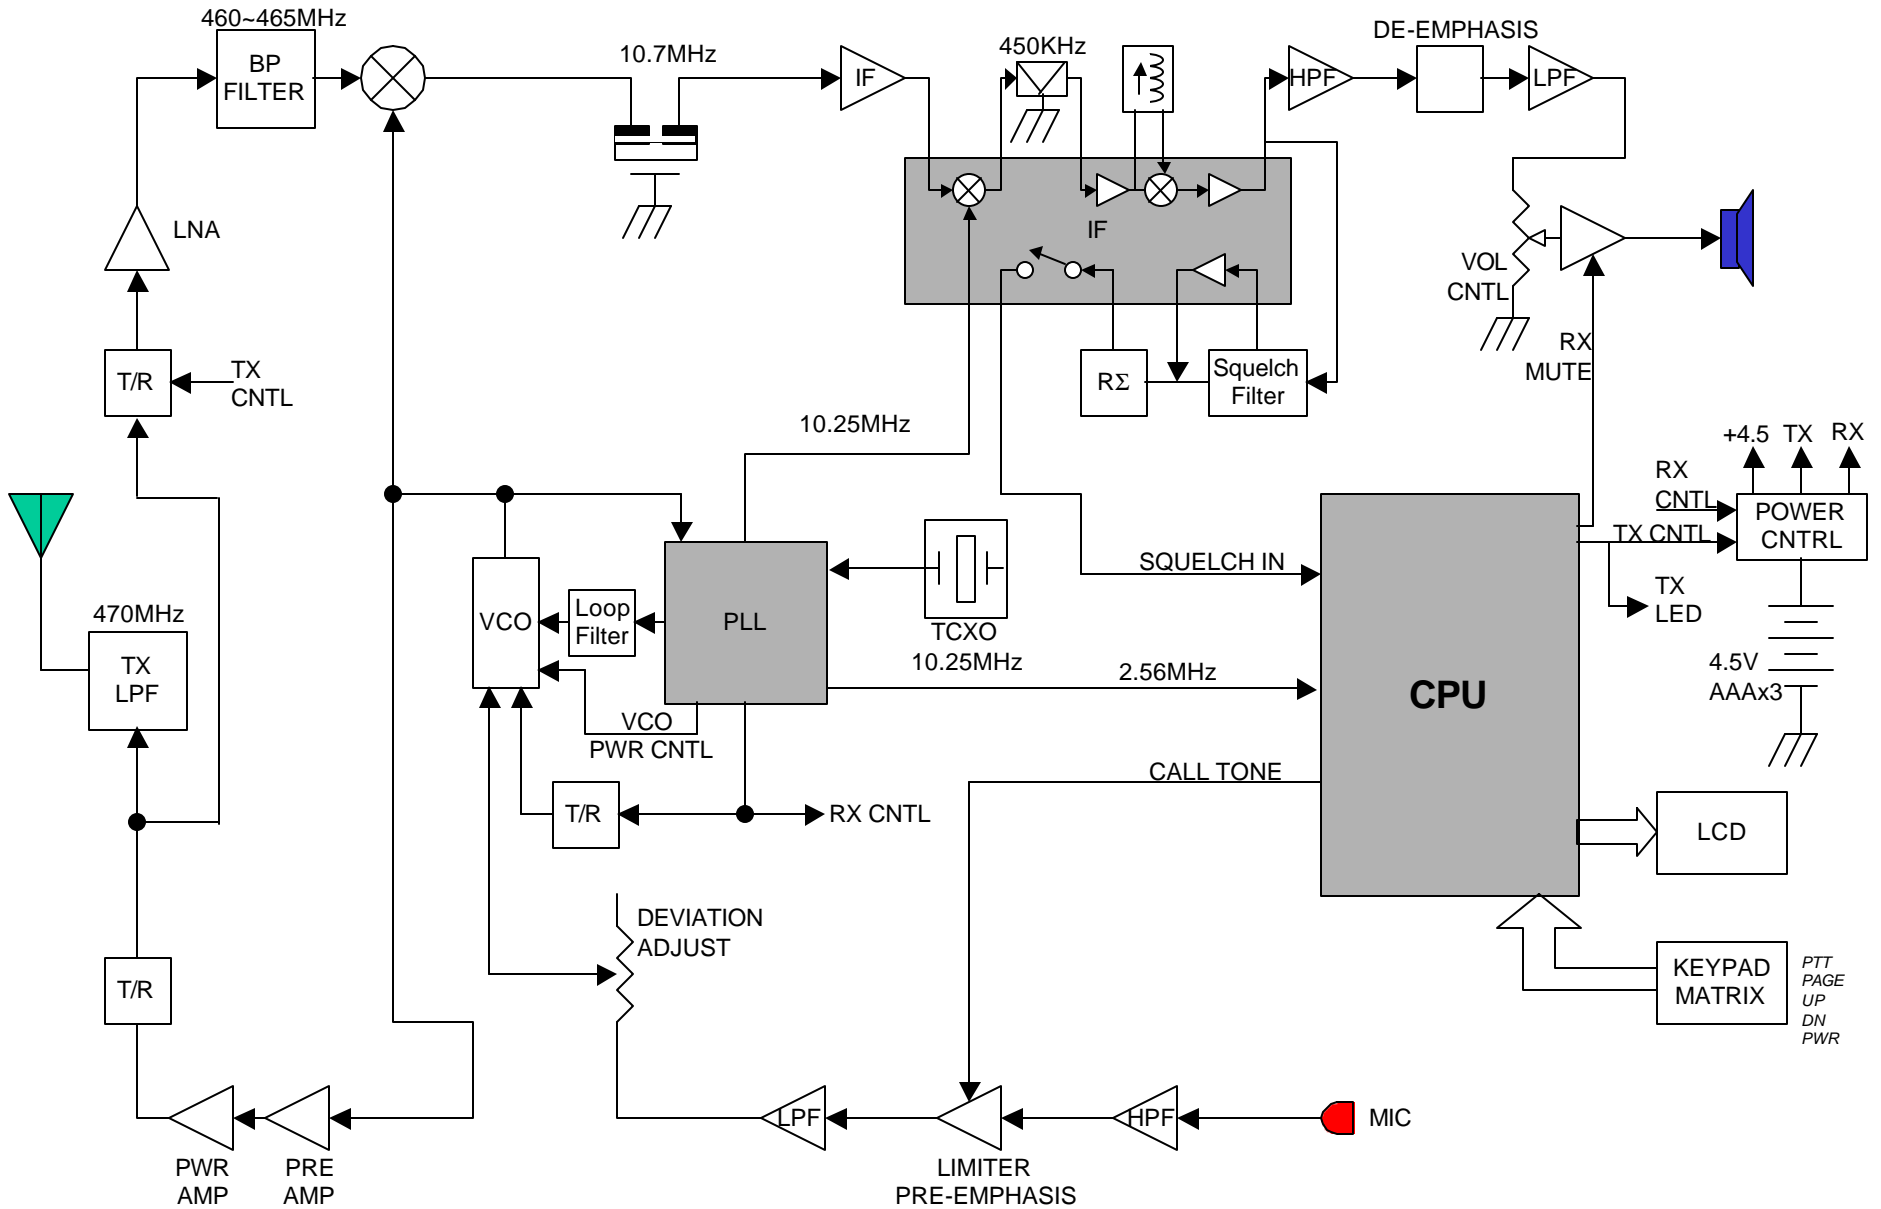 460~465MHz
BP
FILTER
10.7MHz
IF
450KHz
HPF
DE-EMPHASIS
LPF
LNA
IF
VOL
CNTL
T/R
TX
CNTL
RΣ
Squelch
Filter
RX
MUTE
10.25MHz
+4.5 TX RX
RX
CNTL
POWER
CNTRL
TX CNTL
SQUELCH IN
TX
LED
470MHz
TX
LPF
VCO
Loop
Filter
PLL
TCXO
10.25MHz
2.56MHz
CPU
4.5V
AAAx3
VCO
PWR CNTL
CALL TONE
T/R
RX CNTL
LCD
DEVIATION
ADJUST
T/R
KEYPAD
MATRIX
PTT
PAGE
UP
DN
PWR
LPF
HPF
MIC
PWR
AMP
PRE
AMP
LIMITER
PRE-EMPHASIS